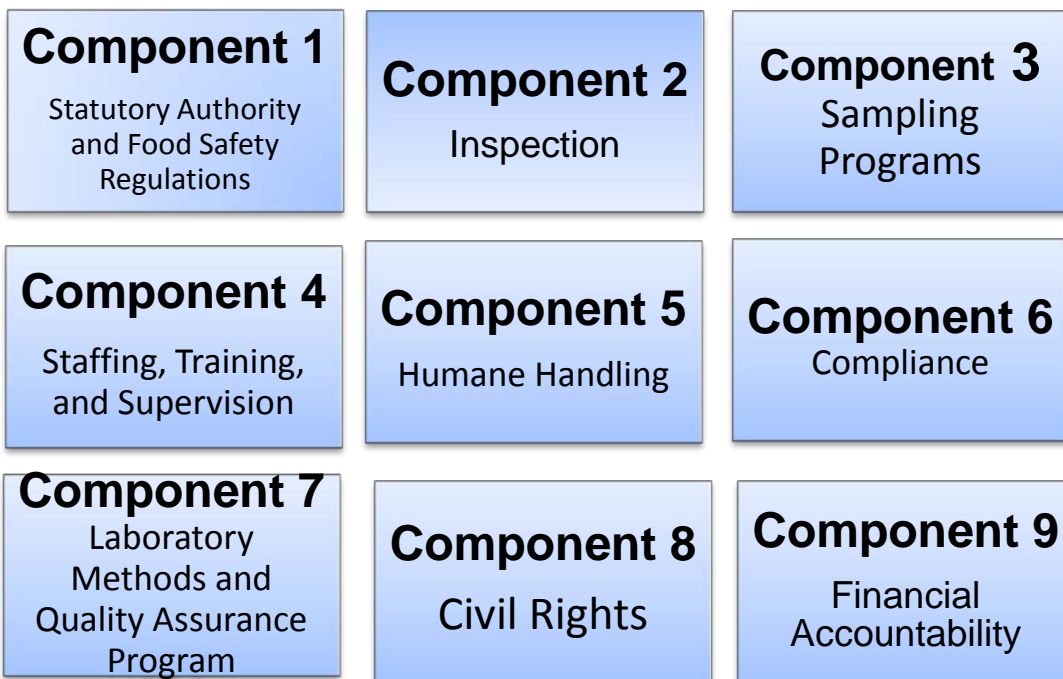 Component 1
Statutory Authority
and Food Safety
Regulations
Component 2
Inspection
Component 3
Sampling
Programs
Component 4
Staffing, Training,
and Supervision
Component 5
Humane Handling
Component 6
Compliance
Component 7
Laboratory
Methods and
Quality Assurance
Program
Component 8
Civil Rights
Component 9
Financial
Accountability